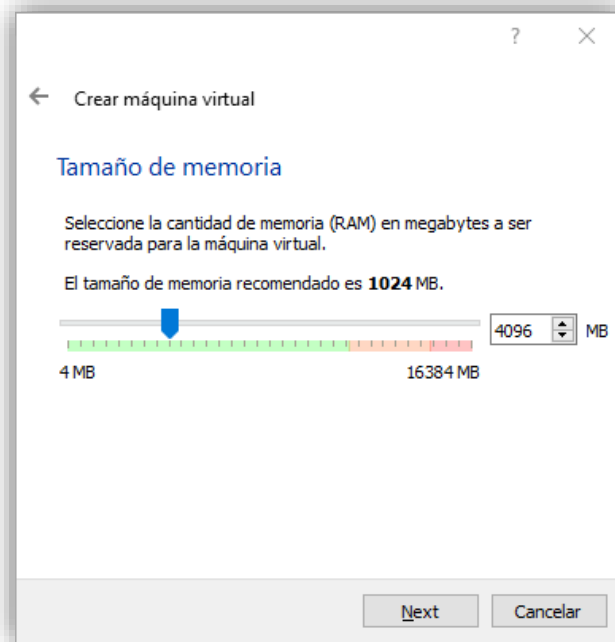 ?
Crear máquina virtual
Tamaño de memoria
Seleccione la cantidad de memoria (RAM) en megabytes a ser
reservada para la máquina virtual.
El tamaño de memoria recomendado es 1024 MB.
4096 MB
4 MB 16384 MB
Next Cancelar